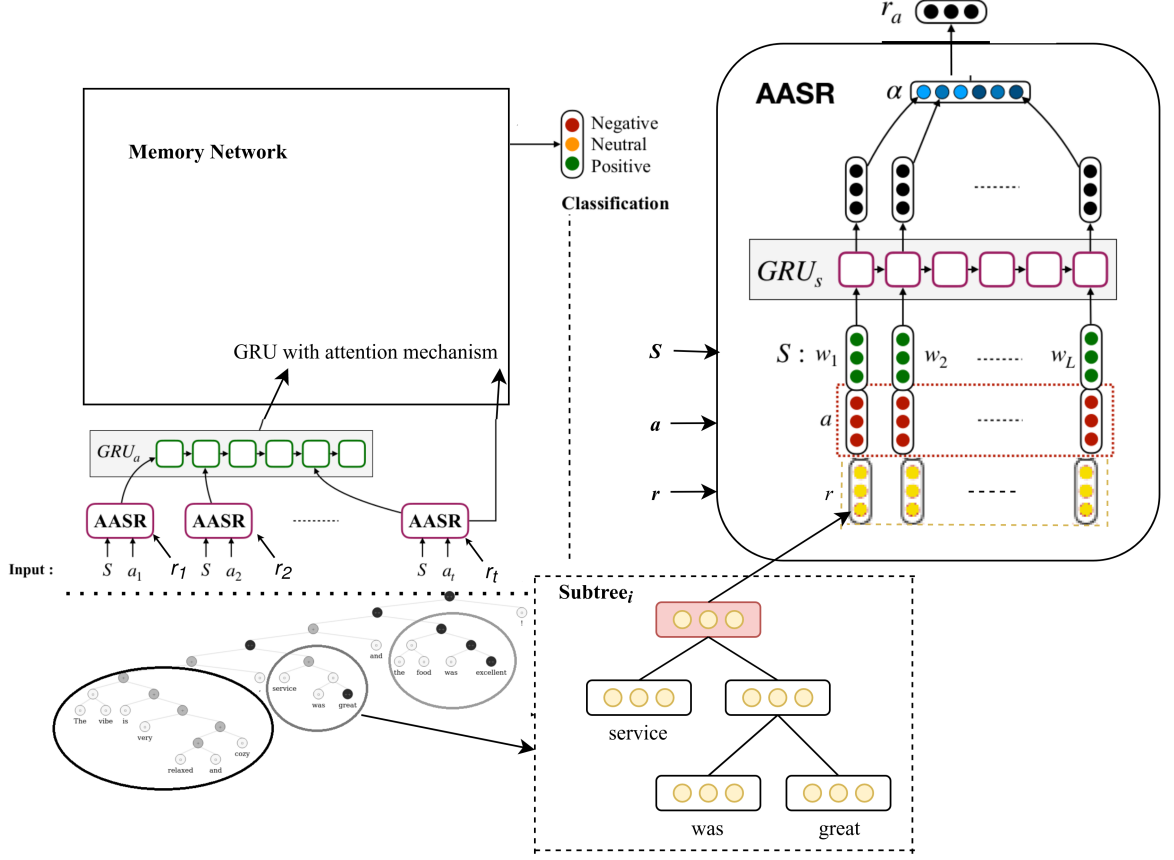 r_a
AASR
α
Memory Network
Negative
Neutral
Positive
Classification
GRU_s
GRU with attention mechanism
S
S : w_1 w_2 ........ w_L
a
a
GRU_a
r
r
AASR AASR ........ AASR
Input : S a_1 r_1 S a_2 r_2 S a_t r_t
Subtree_i
!
and
the food was excellent
service
was great
.
The vibe is
very
cozy
relaxed and
service
was great